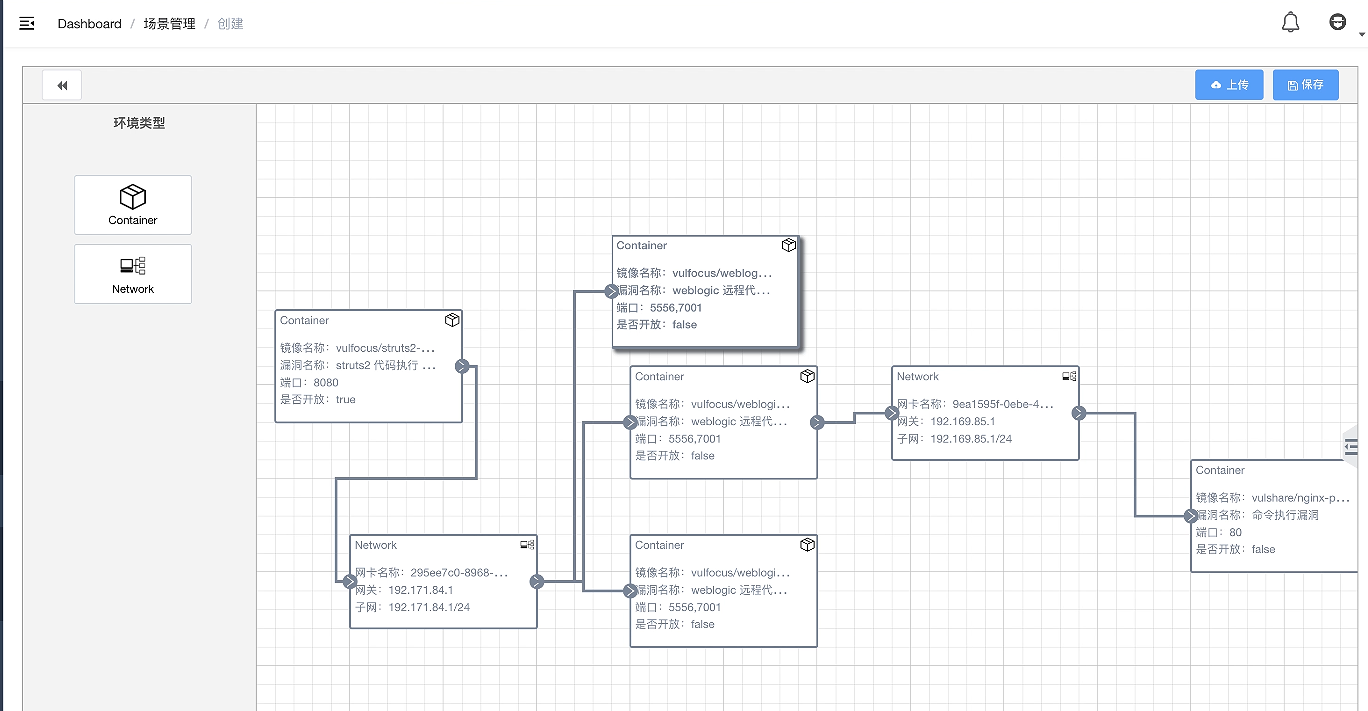 Dashboard / 场景管理 / 创建
上传
保存
环境类型
Container
Network
Container
镜像名称：vulfocus/struts2-...
漏洞名称：struts2 代码执行 ...
端口：8080
是否开放：true
Network
网卡名称：295ee7c0-8968-...
网关：192.171.84.1
子网：192.171.84.1/24
Container
镜像名称：vulfocus/weblog...
漏洞名称：weblogic 远程代...
端口：5556,7001
是否开放：false
Container
镜像名称：vulfocus/weblogi...
漏洞名称：weblogic 远程代...
端口：5556,7001
是否开放：false
Container
镜像名称：vulfocus/weblogi...
漏洞名称：weblogic 远程代...
端口：5556,7001
是否开放：false
Network
网卡名称：9ea1595f-0ebe-4...
网关：192.169.85.1
子网：192.169.85.1/24
Container
镜像名称：vulshare/nginx-p...
漏洞名称：命令执行漏洞
端口：80
是否开放：false